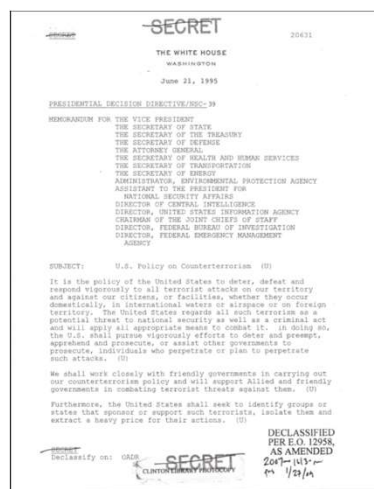 SECRET
SECRET
20631
THE WHITE HOUSE
WASHINGTON
June 21, 1995
PRESIDENTIAL DECISION DIRECTIVE/NSC- 39
MEMORANDUM FOR THE VICE PRESIDENT
THE SECRETARY OF STATE
THE SECRETARY OF THE TREASURY
THE SECRETARY OF DEFENSE
THE ATTORNEY GENERAL
THE SECRETARY OF HEALTH AND HUMAN SERVICES
THE SECRETARY OF TRANSPORTATION
THE SECRETARY OF ENERGY
ADMINISTRATOR, ENVIRONMENTAL PROTECTION AGENCY
ASSISTANT TO THE PRESIDENT FOR
NATIONAL SECURITY AFFAIRS
DIRECTOR OF CENTRAL INTELLIGENCE
DIRECTOR, UNITED STATES INFORMATION AGENCY
CHAIRMAN OF THE JOINT CHIEFS OF STAFF
DIRECTOR, FEDERAL BUREAU OF INVESTIGATION
DIRECTOR, FEDERAL EMERGENCY MANAGEMENT
AGENCY
SUBJECT: U.S. Policy on Counterterrorism (U)
It is the policy of the United States to deter, defeat and
respond vigorously to all terrorist attacks on our territory
and against our citizens, or facilities, whether they occur
domestically, in international waters or airspace or on foreign
territory. The United States regards all such terrorism as a
potential threat to national security as well as a criminal act
and will apply all appropriate means to combat it. In doing so,
the U.S. shall pursue vigorously efforts to deter and preempt,
apprehend and prosecute, or assist other governments to
prosecute, individuals who perpetrate or plan to perpetrate
such attacks. (U)
We shall work closely with friendly governments in carrying out
our counterterrorism policy and will support Allied and friendly
governments in combating terrorist threats against them. (U)
Furthermore, the United States shall seek to identify groups or
states that sponsor or support such terrorists, isolate them and
extract a heavy price for their actions. (U)
SECRET
Declassify on: OADR
SECRET
CLINTON LIBRARY PHOTOCOPY
DECLASSIFIED
PER E.O. 12958,
AS AMENDED
1/27/09